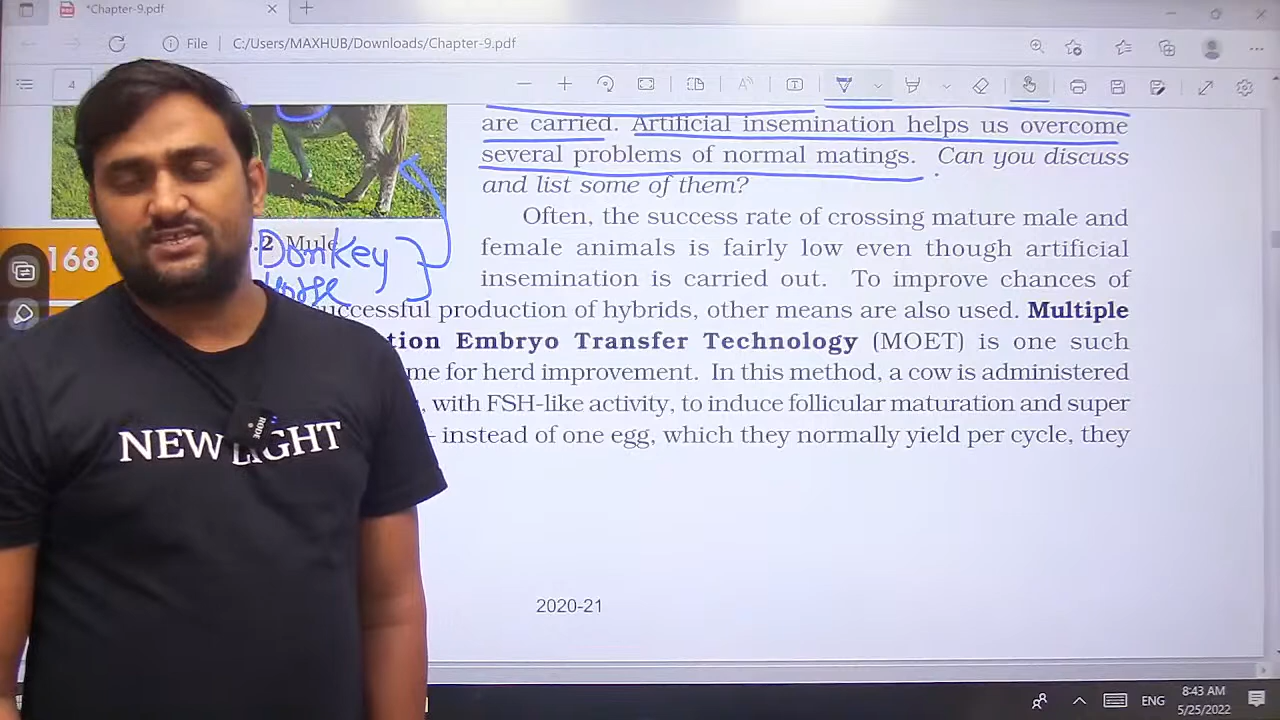 *Chapter-9.pdf
File C:/Users/MAXHUB/Downloads/Chapter-9.pdf
4
are carried. Artificial insemination helps us overcome
several problems of normal matings. Can you discuss
and list some of them?
Often, the success rate of crossing mature male and
.2 Mule
Donkey
Horse
168
female animals is fairly low even though artificial
insemination is carried out. To improve chances of
successful production of hybrids, other means are also used. Multiple
tion Embryo Transfer Technology (MOET) is one such
me for herd improvement. In this method, a cow is administered
, with FSH-like activity, to induce follicular maturation and super
- instead of one egg, which they normally yield per cycle, they
NEW LIGHT
RODE
2020-21
ENG
8:43 AM
5/25/2022